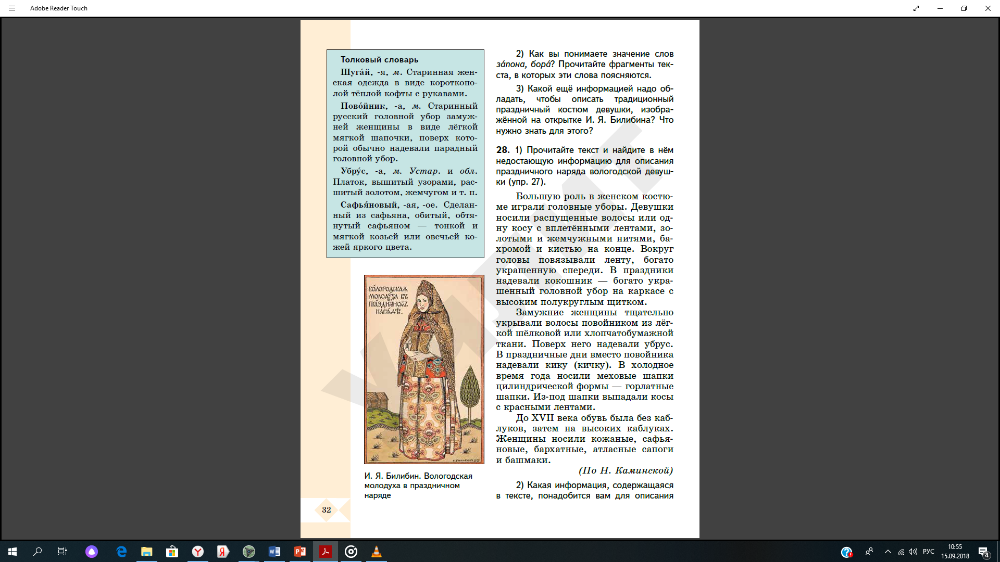 Adobe Reader Touch
Толковый словарь
Шуга́й, -я, м. Старинная жен-
ская одежда в виде короткопо-
лой тёплой кофты с рукавами.
Пово́йник, -а, м. Старинный
русский головной убор замуж-
ней женщины в виде лёгкой
мягкой шапочки, поверх кото-
рой обычно надевали парадный
головной убор.
Убру́с, -а, м. Устар. и обл.
Платок, вышитый узорами, рас-
шитый золотом, жемчугом и т. п.
Сафья́новый, -ая, -ое. Сделан-
ный из сафьяна, обитый, обтя-
нутый сафьяном — тонкой и
мягкой козьей или овечьей ко-
жей яркого цвета.
ВО́ЛОГОДСКАЯ
МОЛОДУ́ХА ВЪ
ПРА́ЗДНИЧНОМЪ
НАРЯ́ДѢ.
И. Я. Билибин. Вологодская
молодуха в праздничном
наряде
32
2) Как вы понимаете значение слов
за́пона, бора́? Прочитайте фрагменты тек-
ста, в которых эти слова поясняются.
3) Какой ещё информацией надо об-
ладать, чтобы описать традиционный
праздничный костюм девушки, изобра-
жённой на открытке И. Я. Билибина? Что
нужно знать для этого?
28. 1) Прочитайте текст и найдите в нём
недостающую информацию для описания
праздничного наряда вологодской девуш-
ки (упр. 27).
Большую роль в женском костю-
ме играли головные уборы. Девушки
носили распущенные волосы или од-
ну косу с вплетёнными лентами, зо-
лотыми и жемчужными нитями, ба-
хромой и кистью на конце. Вокруг
головы повязывали ленту, богато
украшенную спереди. В праздники
надевали кокошник — богато укра-
шенный головной убор на каркасе с
высоким полукруглым щитком.
Замужние женщины тщательно
укрывали волосы повойником из лёг-
кой шёлковой или хлопчатобумажной
ткани. Поверх него надевали убрус.
В праздничные дни вместо повойника
надевали кику (кичку). В холодное
время года носили меховые шапки
цилиндрической формы — горлатные
шапки. Из-под шапки выпадали косы
с красными лентами.
До XVII века обувь была без каб-
луков, затем на высоких каблуках.
Женщины носили кожаные, сафья-
новые, бархатные, атласные сапоги
и башмаки.
(По Н. Каминской)
2) Какая информация, содержащаяся
в тексте, понадобится вам для описания
РУС
10:55
15.09.2018
4